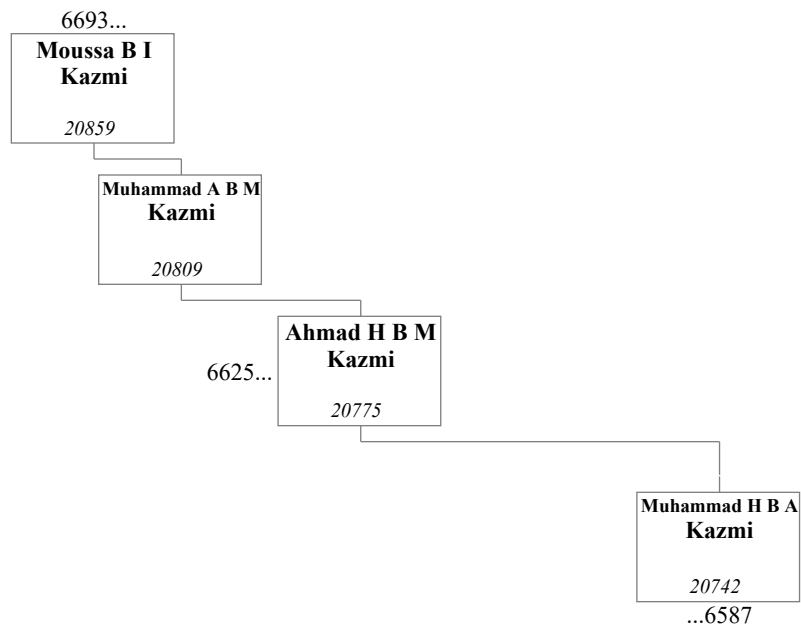 6693...
Moussa B I
Kazmi
20859
Muhammad A B M
Kazmi
20809
Ahmad H B M
Kazmi
6625...
20775
Muhammad H B A
Kazmi
20742
...6587